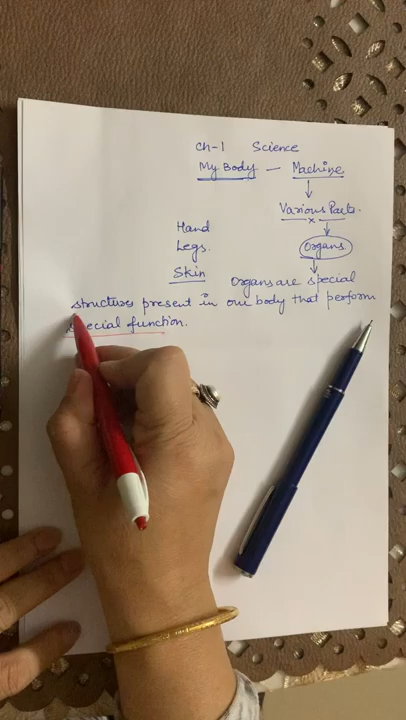 Ch-1 Science
My Body — Machine
Various Parts.
Hand
Legs.
Organs.
Skin
Organs are special
structures present in our body that perform
special function.